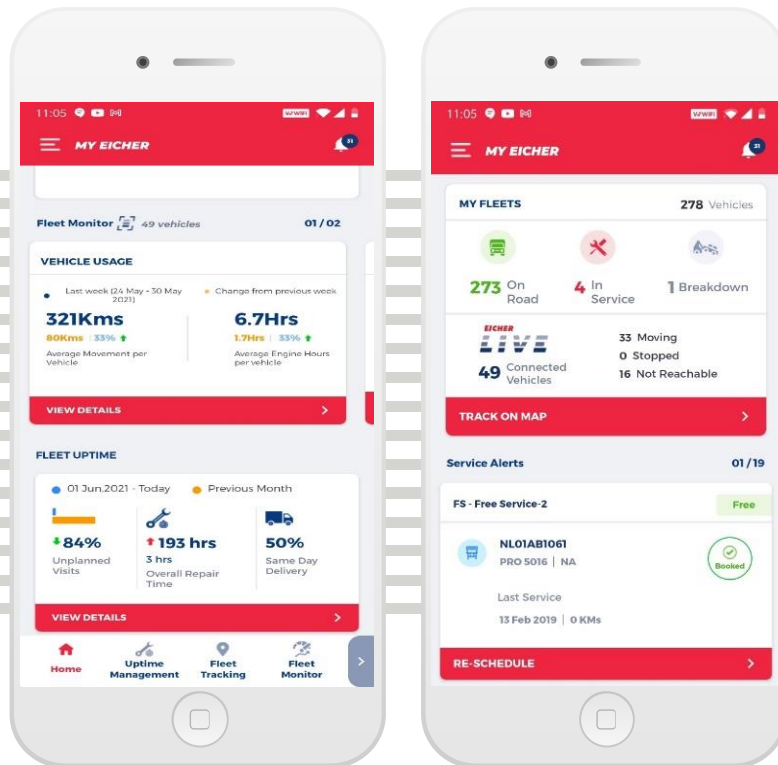 11:05
VoWiFi
MY EICHER
31
Fleet Monitor 49 vehicles 01/02
VEHICLE USAGE
Last week (24 May - 30 May 2021)
Change from previous week
321Kms
80Kms | 33%
Average Movement per Vehicle
6.7Hrs
1.7Hrs | 33%
Average Engine Hours per vehicle
VIEW DETAILS >
FLEET UPTIME
01 Jun,2021 - Today Previous Month
84%
Unplanned Visits
193 hrs
3 hrs
Overall Repair Time
50%
Same Day Delivery
VIEW DETAILS >
Home
Uptime Management
Fleet Tracking
Fleet Monitor
>
11:05
VoWiFi
MY EICHER
31
MY FLEETS 278 Vehicles
273 On Road
4 In Service
1 Breakdown
EICHER
LIVE
49 Connected Vehicles
33 Moving
0 Stopped
16 Not Reachable
TRACK ON MAP >
Service Alerts 01/19
FS - Free Service-2 Free
NL01AB1061
PRO 5016 | NA
Booked
Last Service
13 Feb 2019 | 0 KMs
RE-SCHEDULE >